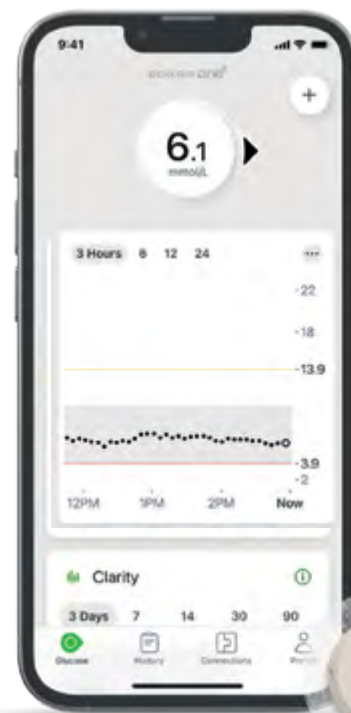 9:41
+
6.1
mmol/L
3 Hours 6 12 24
22
18
13.9
3.9
2
12PM 1PM 2PM Now
Clarity
3 Days 7 14 30 90
Glucose History Connections